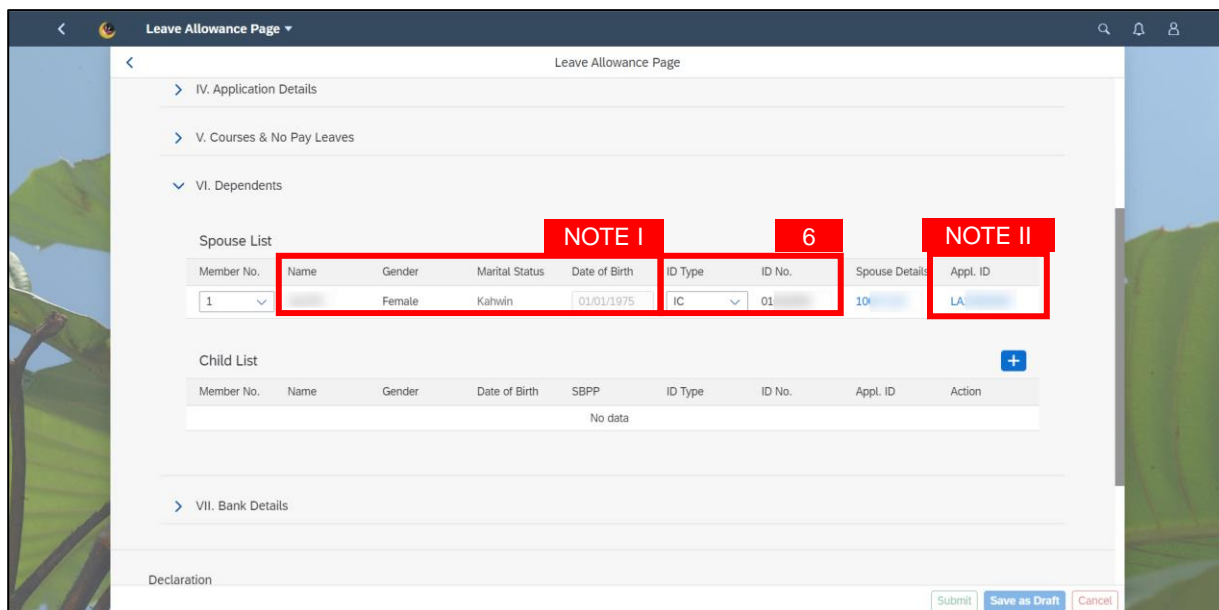 Leave Allowance Page
Leave Allowance Page
IV. Application Details
V. Courses & No Pay Leaves
VI. Dependents
NOTE I 6 NOTE II
Spouse List
Member No. Name Gender Marital Status Date of Birth ID Type ID No. Spouse Details Appl. ID
1 Female Kahwin 01/01/1975 IC 01 10 LA
Child List
Member No. Name Gender Date of Birth SBPP ID Type ID No. Appl. ID Action
No data
VII. Bank Details
Declaration
Submit Save as Draft Cancel